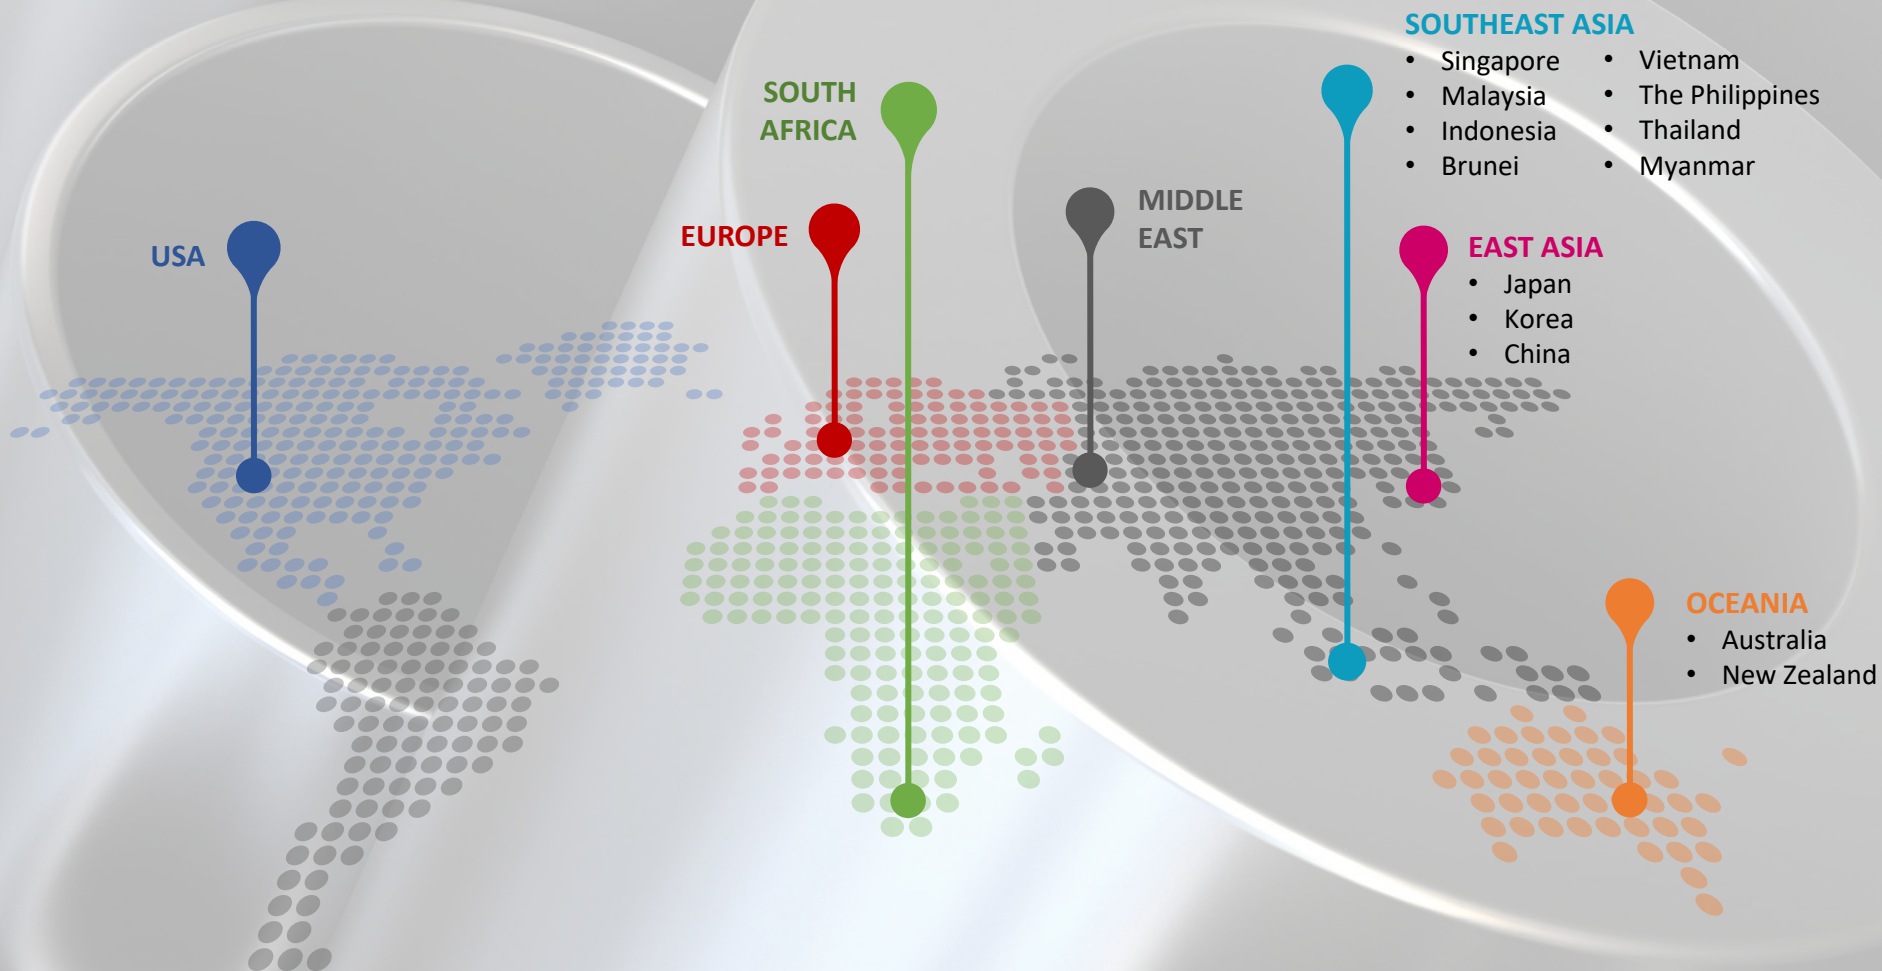 SOUTHEAST ASIA
• Singapore
• Malaysia
• Indonesia
• Brunei
• Vietnam
• The Philippines
• Thailand
• Myanmar
SOUTH
AFRICA
MIDDLE
EAST
EUROPE
USA
EAST ASIA
• Japan
• Korea
• China
OCEANIA
• Australia
• New Zealand